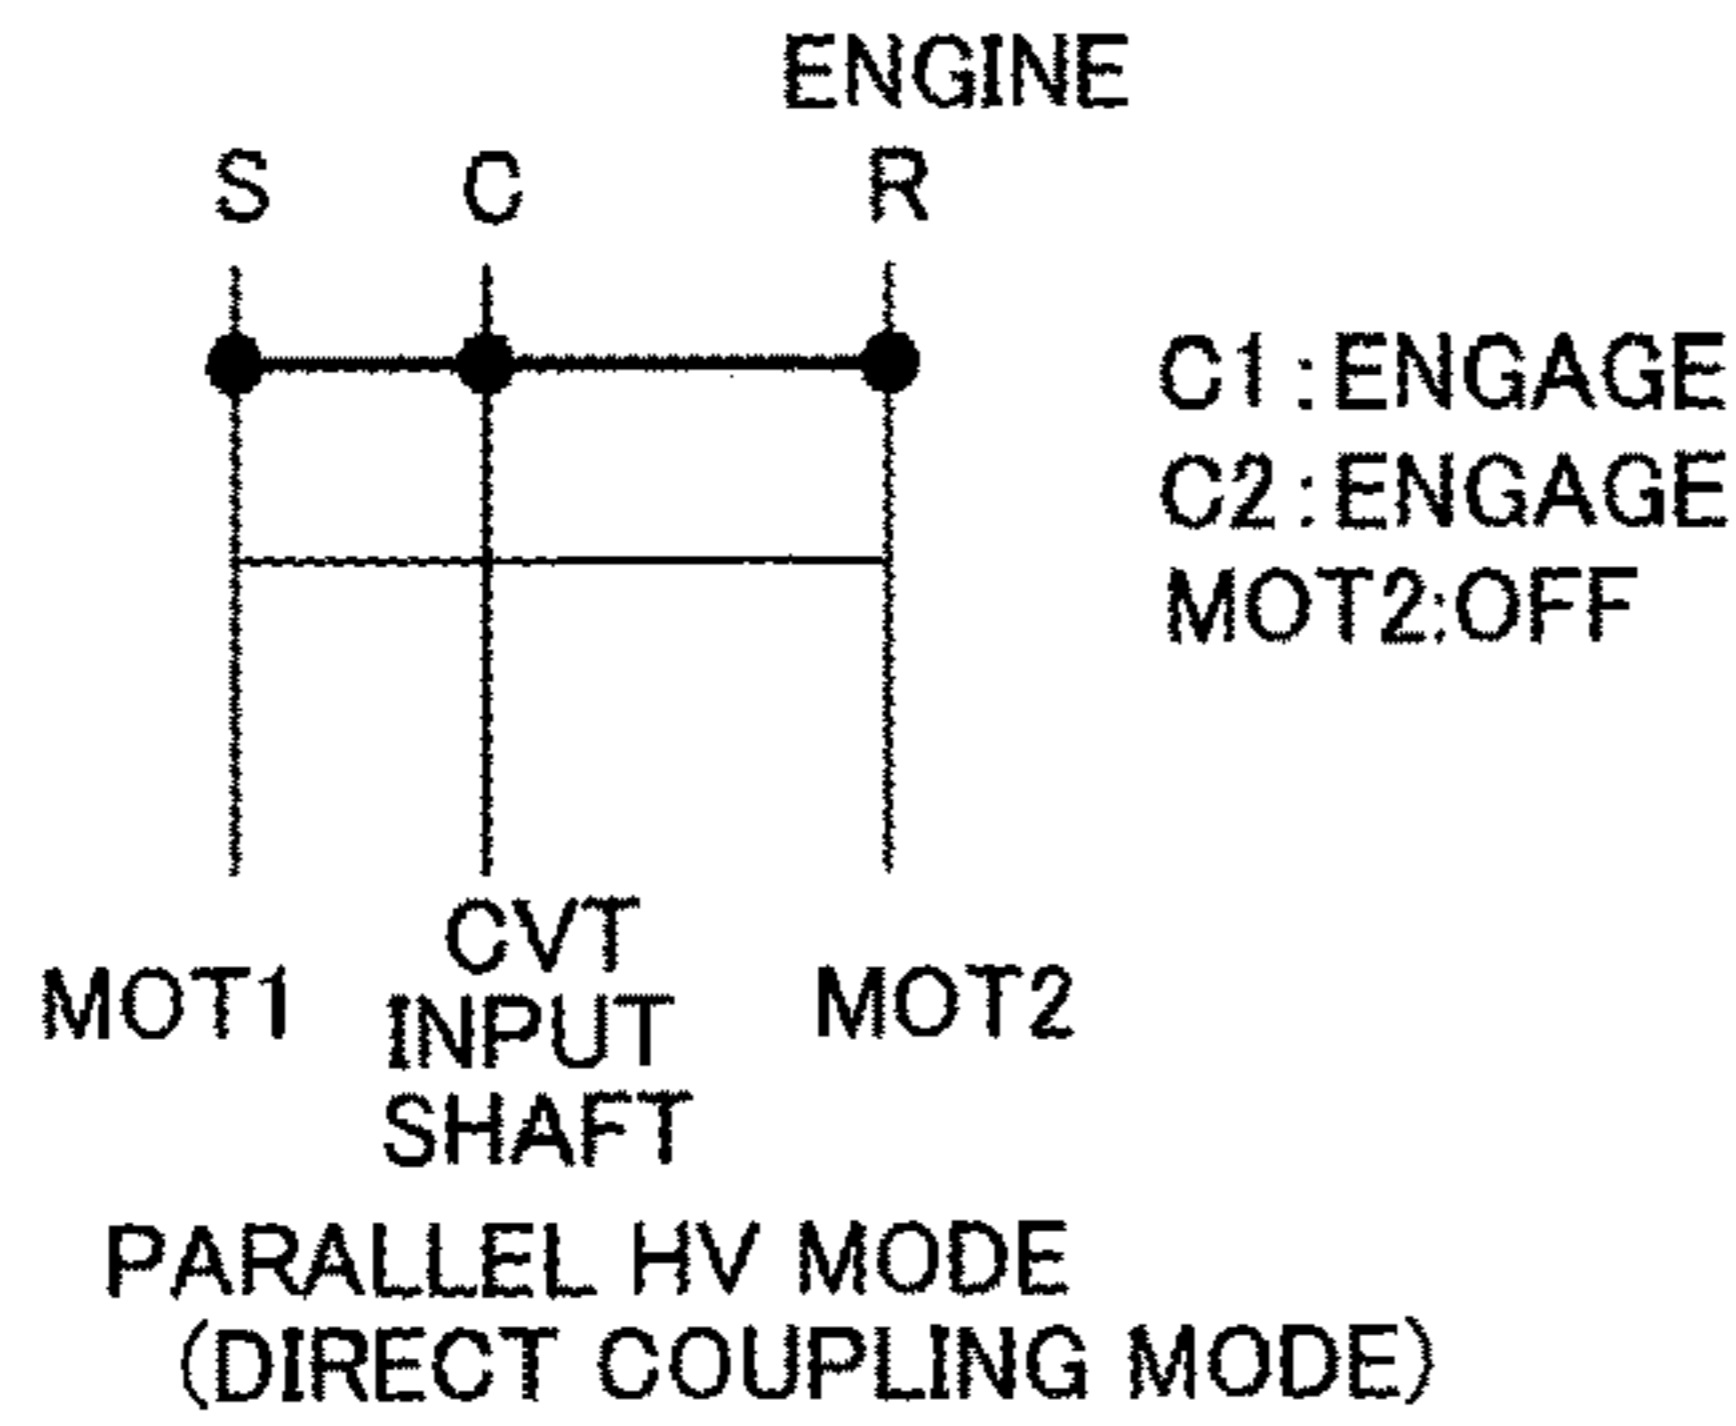 ENGINE
S C R
C1:ENGAGE
C2:ENGAGE
MOT2:OFF
MOT1
CVT
INPUT
SHAFT
MOT2
PARALLEL HV MODE
(DIRECT COUPLING MODE)